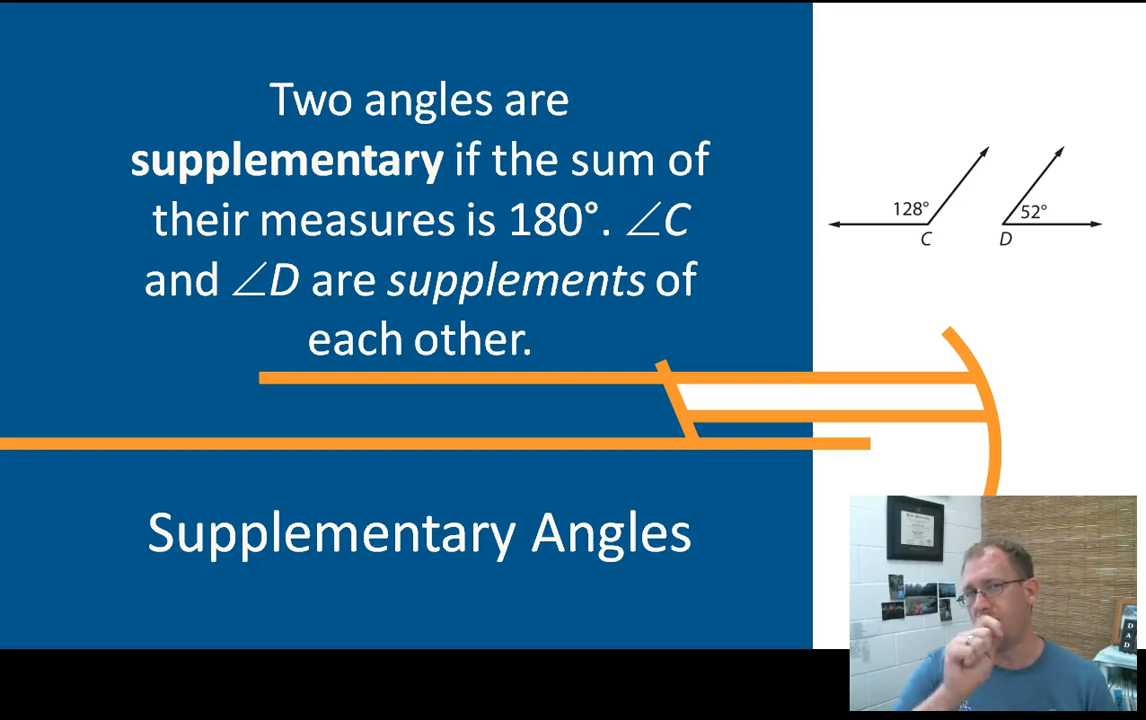 Two angles are
supplementary if the sum of
their measures is 180°. ∠C
and ∠D are supplements of
each other.
128°
52°
C
D
Supplementary Angles
DAD